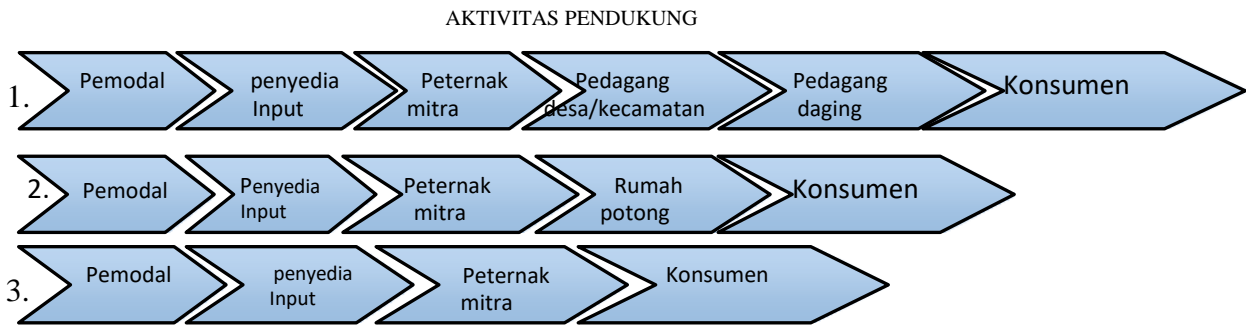 AKTIVITAS PENDUKUNG
1. Pemodal penyedia Input Peternak mitra Pedagang desa/kecamatan Pedagang daging Konsumen
2. Pemodal Penyedia Input Peternak mitra Rumah potong Konsumen
3. Pemodal penyedia Input Peternak mitra Konsumen